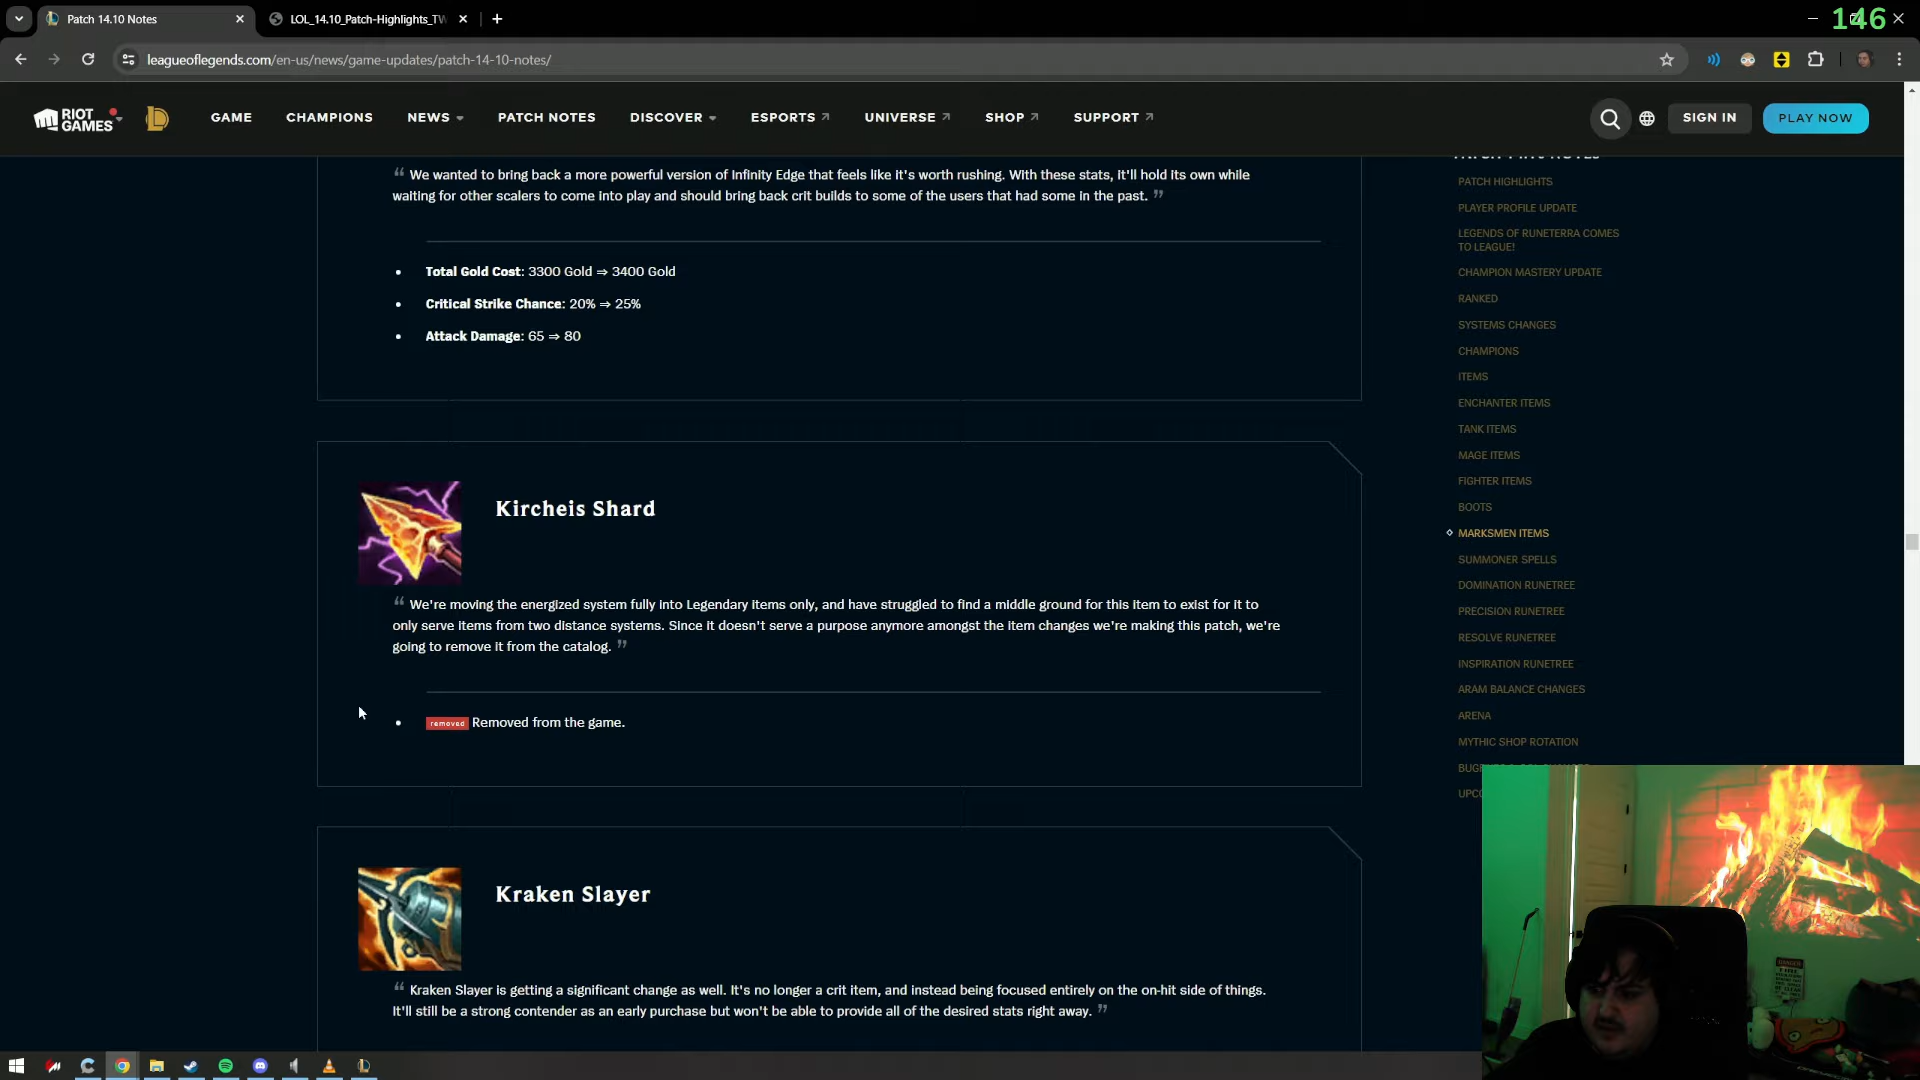 Patch 14.10 Notes
LOL_14.10_Patch-Highlights_TW
146
leagueoflegends.com/en-us/news/game-updates/patch-14-10-notes/
RIOT GAMES
GAME
CHAMPIONS
NEWS
PATCH NOTES
DISCOVER
ESPORTS
UNIVERSE
SHOP
SUPPORT
SIGN IN
PLAY NOW
“ We wanted to bring back a more powerful version of Infinity Edge that feels like it's worth rushing. With these stats, it'll hold its own while
waiting for other scalers to come into play and should bring back crit builds to some of the users that had some in the past. ”
• Total Gold Cost: 3300 Gold ⇒ 3400 Gold
• Critical Strike Chance: 20% ⇒ 25%
• Attack Damage: 65 ⇒ 80
Kircheis Shard
“ We're moving the energized system fully into Legendary items only, and have struggled to find a middle ground for this item to exist for it to
only serve items from two distance systems. Since it doesn't serve a purpose anymore amongst the item changes we're making this patch, we're
going to remove it from the catalog. ”
• removed Removed from the game.
Kraken Slayer
“ Kraken Slayer is getting a significant change as well. It's no longer a crit item, and instead being focused entirely on the on-hit side of things.
It'll still be a strong contender as an early purchase but won't be able to provide all of the desired stats right away. ”
PATCH HIGHLIGHTS
PLAYER PROFILE UPDATE
LEGENDS OF RUNETERRA COMES
TO LEAGUE!
CHAMPION MASTERY UPDATE
RANKED
SYSTEMS CHANGES
CHAMPIONS
ITEMS
ENCHANTER ITEMS
TANK ITEMS
MAGE ITEMS
FIGHTER ITEMS
BOOTS
MARKSMEN ITEMS
SUMMONER SPELLS
DOMINATION RUNETREE
PRECISION RUNETREE
RESOLVE RUNETREE
INSPIRATION RUNETREE
ARAM BALANCE CHANGES
ARENA
MYTHIC SHOP ROTATION
DANGER